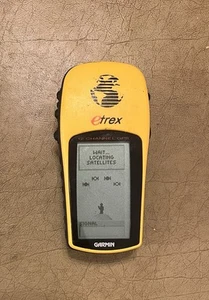 etrex
WAIT...
LOCATING
SATELLITES
GARMIN